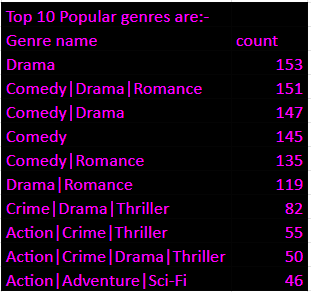 Top 10 Popular genres are:-
Genre name count
Drama 153
Comedy|Drama|Romance 151
Comedy|Drama 147
Comedy 145
Comedy|Romance 135
Drama|Romance 119
Crime|Drama|Thriller 82
Action|Crime|Thriller 55
Action|Crime|Drama|Thriller 50
Action|Adventure|Sci-Fi 46